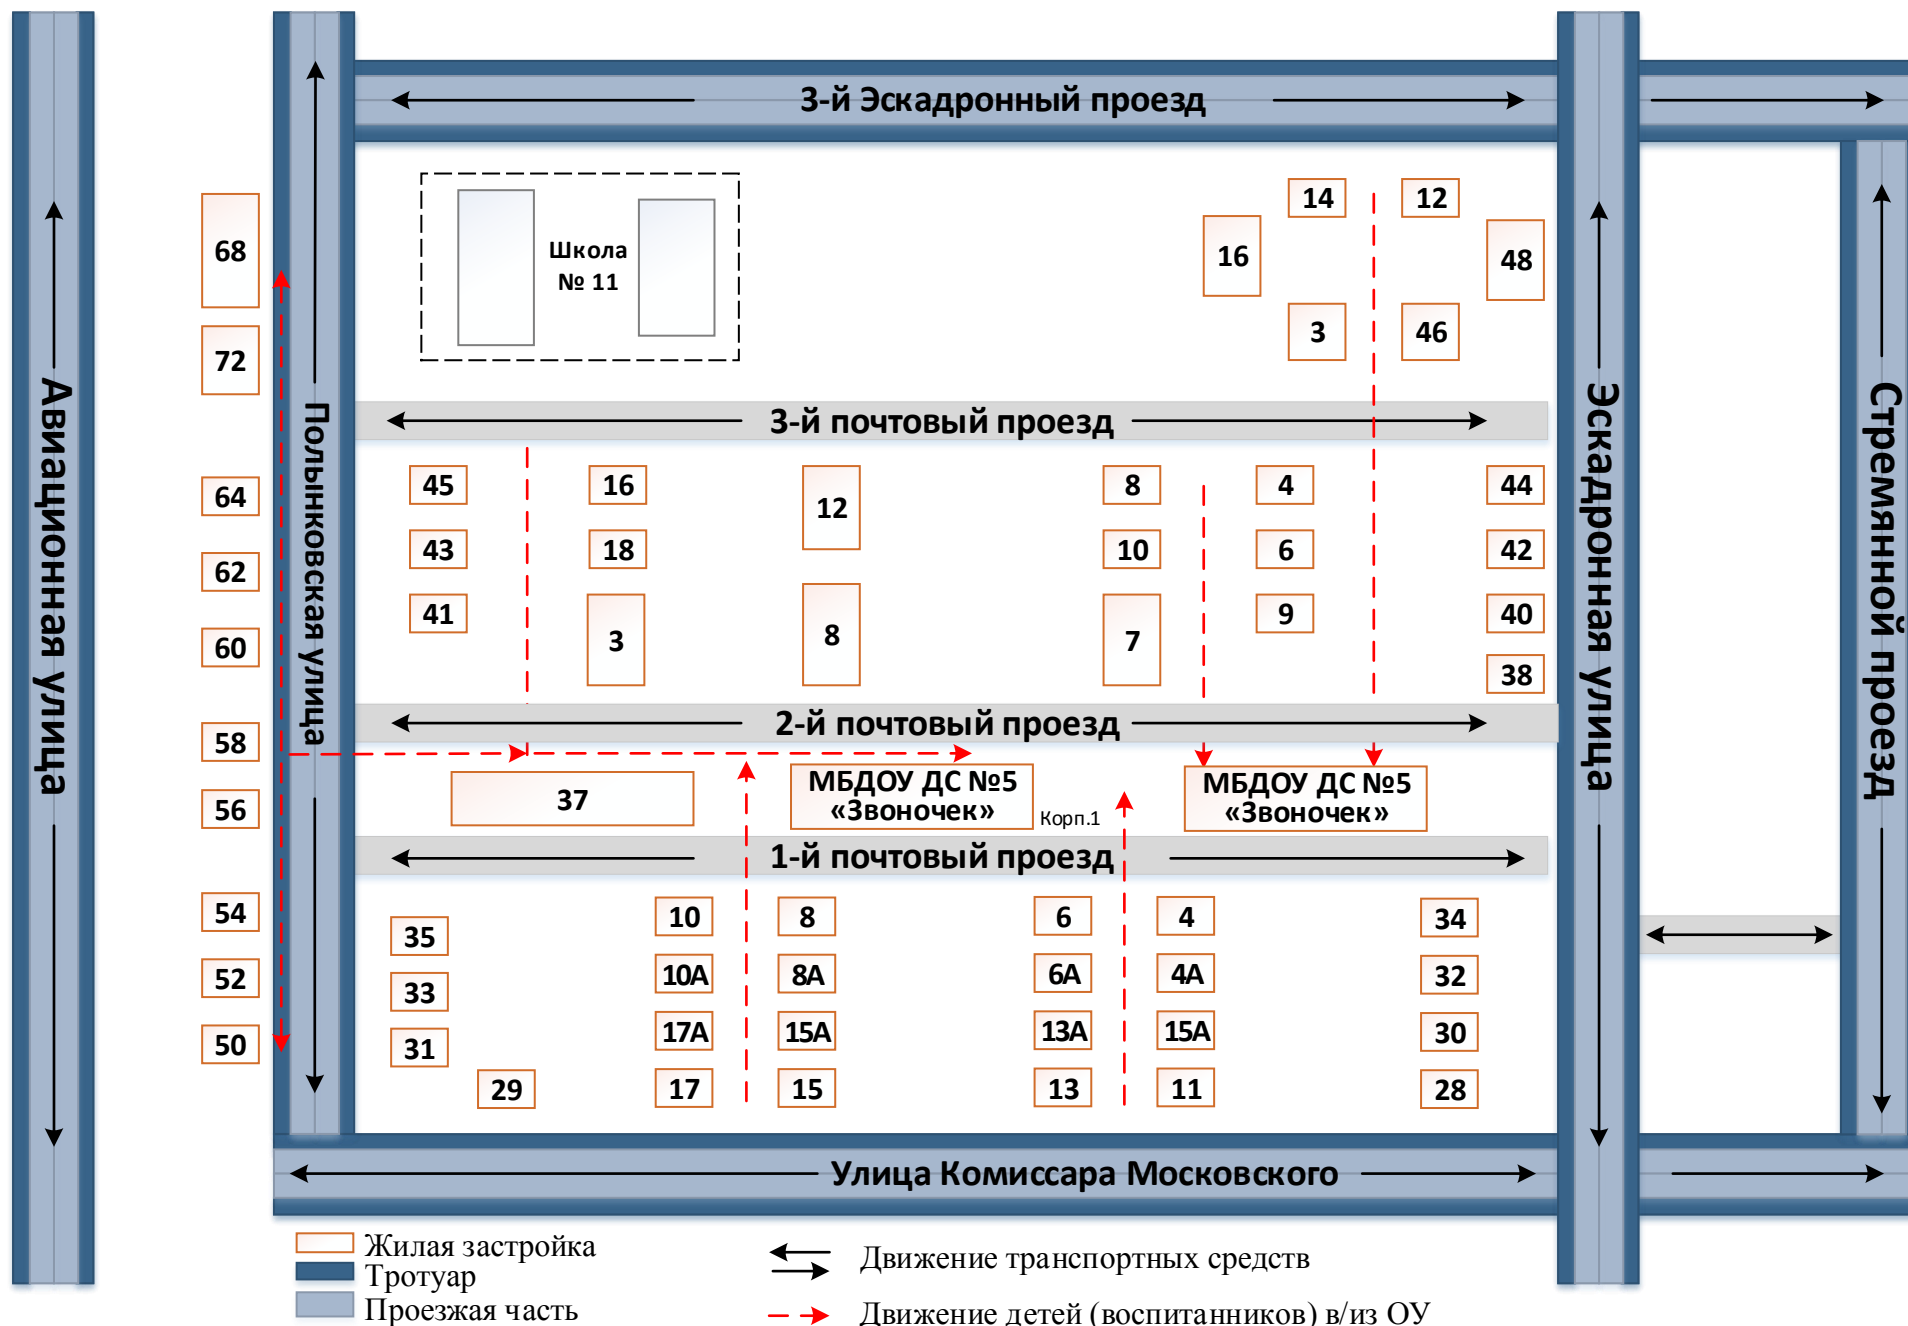 3-й Эскадронный проезд
14
12
68
16
48
Школа
№ 11
3
46
72
Авиационная улица
Полынковская улица
Эскадронная улица
Стремянной проезд
3-й почтовый проезд
45
16
12
8
4
44
64
43
18
10
6
42
62
41
3
8
7
9
40
60
38
2-й почтовый проезд
58
37
МБДОУ ДС №5
«Звоночек»
Корп.1
МБДОУ ДС №5
«Звоночек»
56
1-й почтовый проезд
54
35
10
8
6
4
34
52
33
10А
8А
6А
4А
32
50
31
17А
15А
13А
15А
30
29
17
15
13
11
28
Улица Комиссара Московского
Жилая застройка
Тротуар
Проезжая часть
Движение транспортных средств
Движение детей (воспитанников) в/из ОУ